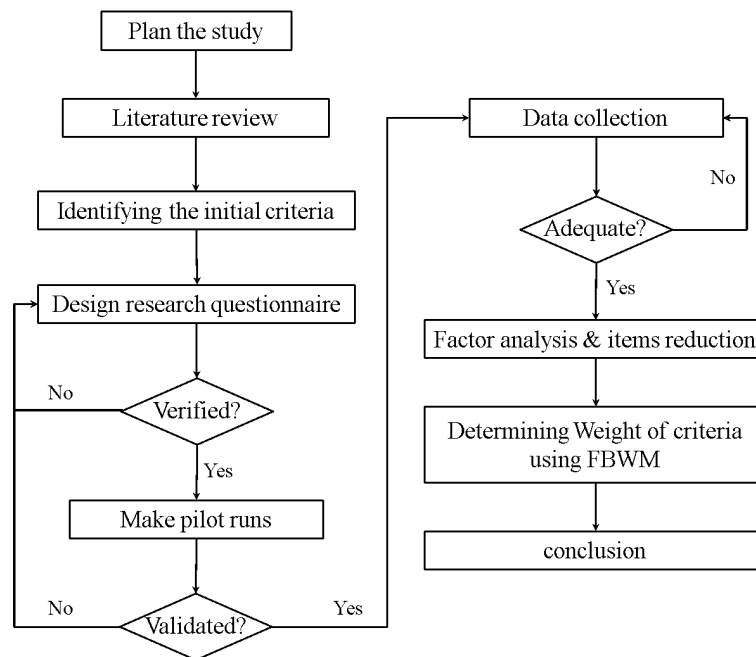 Plan the study
Literature review
Identifying the initial criteria
Design research questionnaire
No
Verified?
Yes
Make pilot runs
No
Validated?
Yes
Data collection
No
Adequate?
Yes
Factor analysis & items reduction
Determining Weight of criteria
using FBWM
conclusion